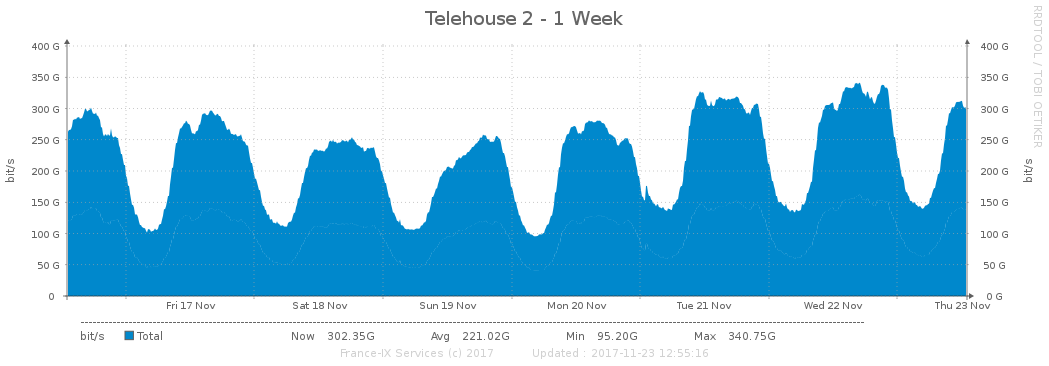 Telehouse 2 - 1 Week
RRDTOOL / TOBI OETIKER
bit/s
400 G 400 G
350 G 350 G
300 G 300 G
250 G 250 G
200 G 200 G
150 G 150 G
100 G 100 G
50 G 50 G
0 0 G
bit/s
Fri 17 Nov Sat 18 Nov Sun 19 Nov Mon 20 Nov Tue 21 Nov Wed 22 Nov Thu 23 Nov
bit/s Total Now 302.35G Avg 221.02G Min 95.20G Max 340.75G
France-IX Services (c) 2017 Updated : 2017-11-23 12:55:16